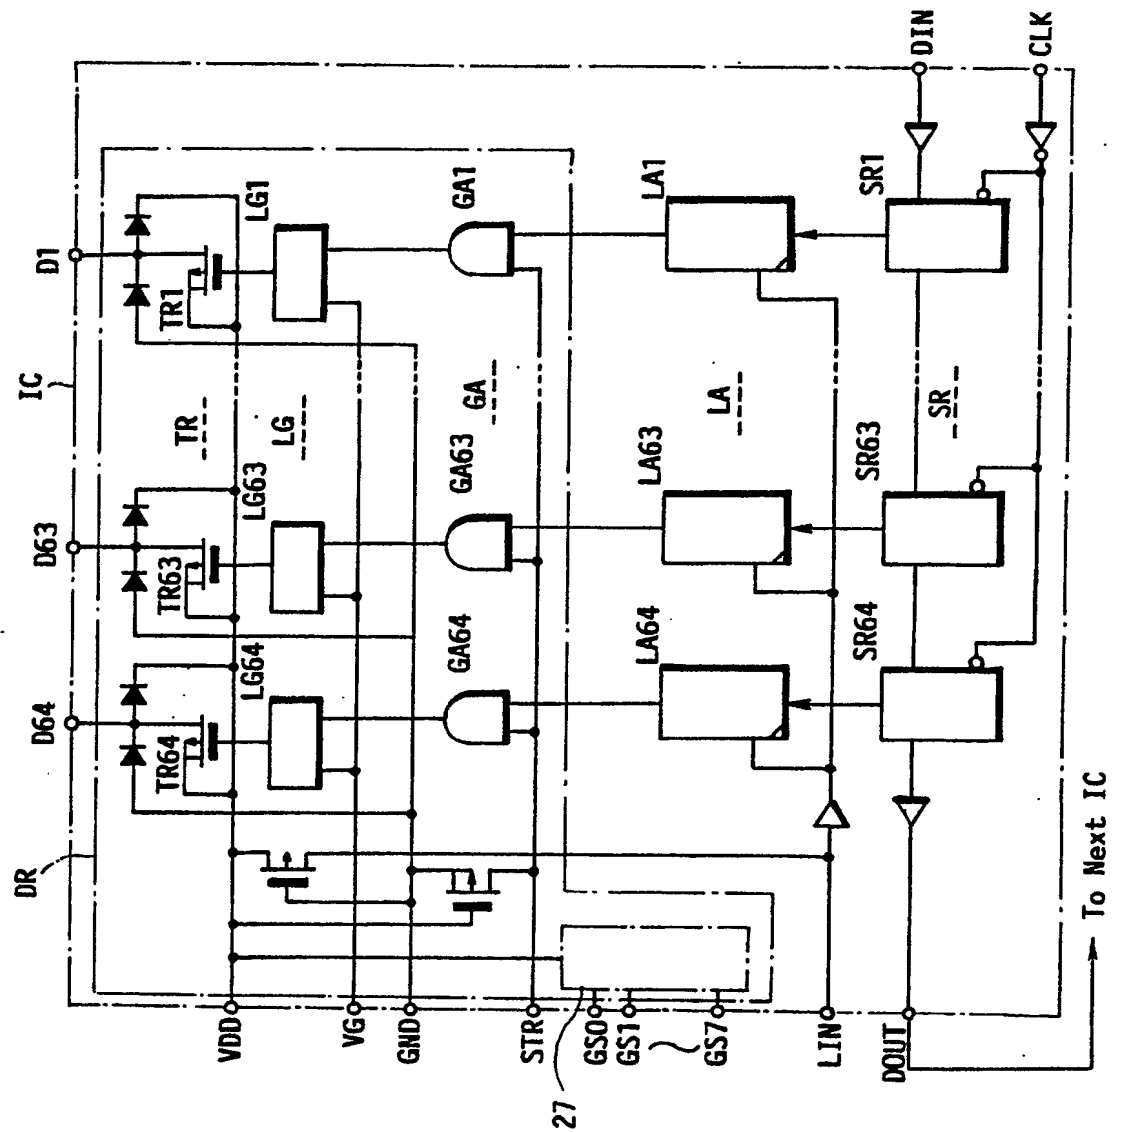 DIN
CLK
D1
TR1
LG1
GA1
LA1
SR1
IC
TR
LG
GA
LA
SR
D63
TR63
LG63
GA63
LA63
SR63
D64
TR64
LG64
GA64
LA64
SR64
DR
To Next IC
VDD
VG
GND
STR
GS0
GS1
GS7
LIN
DOUT
27